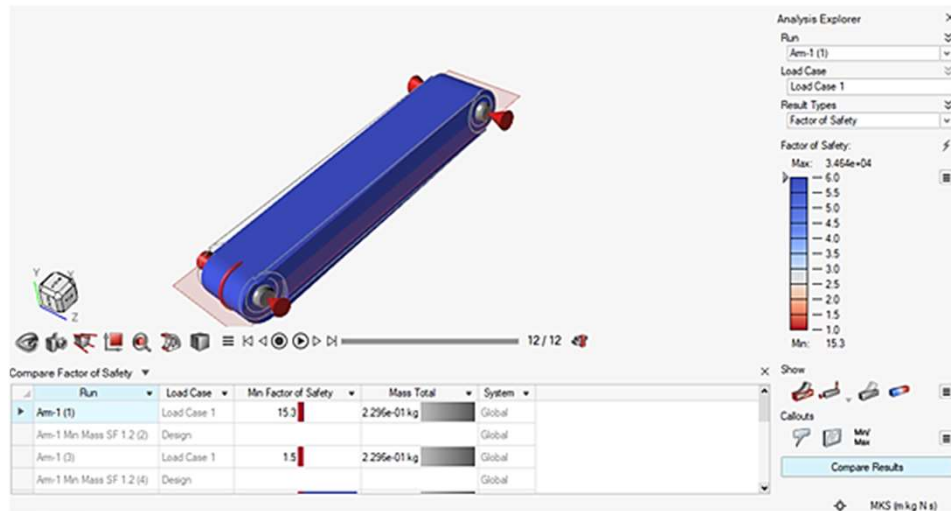 Analysis Explorer
Run
Arm-1 (1)
Load Case
Load Case 1
Result Types
Factor of Safety
Factor of Safety:
Max: 3.464e+04
6.0
5.5
5.0
4.5
4.0
3.5
3.0
2.5
2.0
1.5
1.0
Min: 15.3
Y
Z
12 / 12
Compare Factor of Safety
Run Load Case Min Factor of Safety Mass Total System
Arm-1 (1) Load Case 1 15.3 2.295e-01 kg Global
Arm-1 Min Mass SF 1.2 (2) Design Global
Arm-1 (3) Load Case 1 1.5 2.295e-01 kg Global
Arm-1 Min Mass SF 1.2 (4) Design Global
Show
Callouts
Min/
Max
Compare Results
MKS (m kg N s)